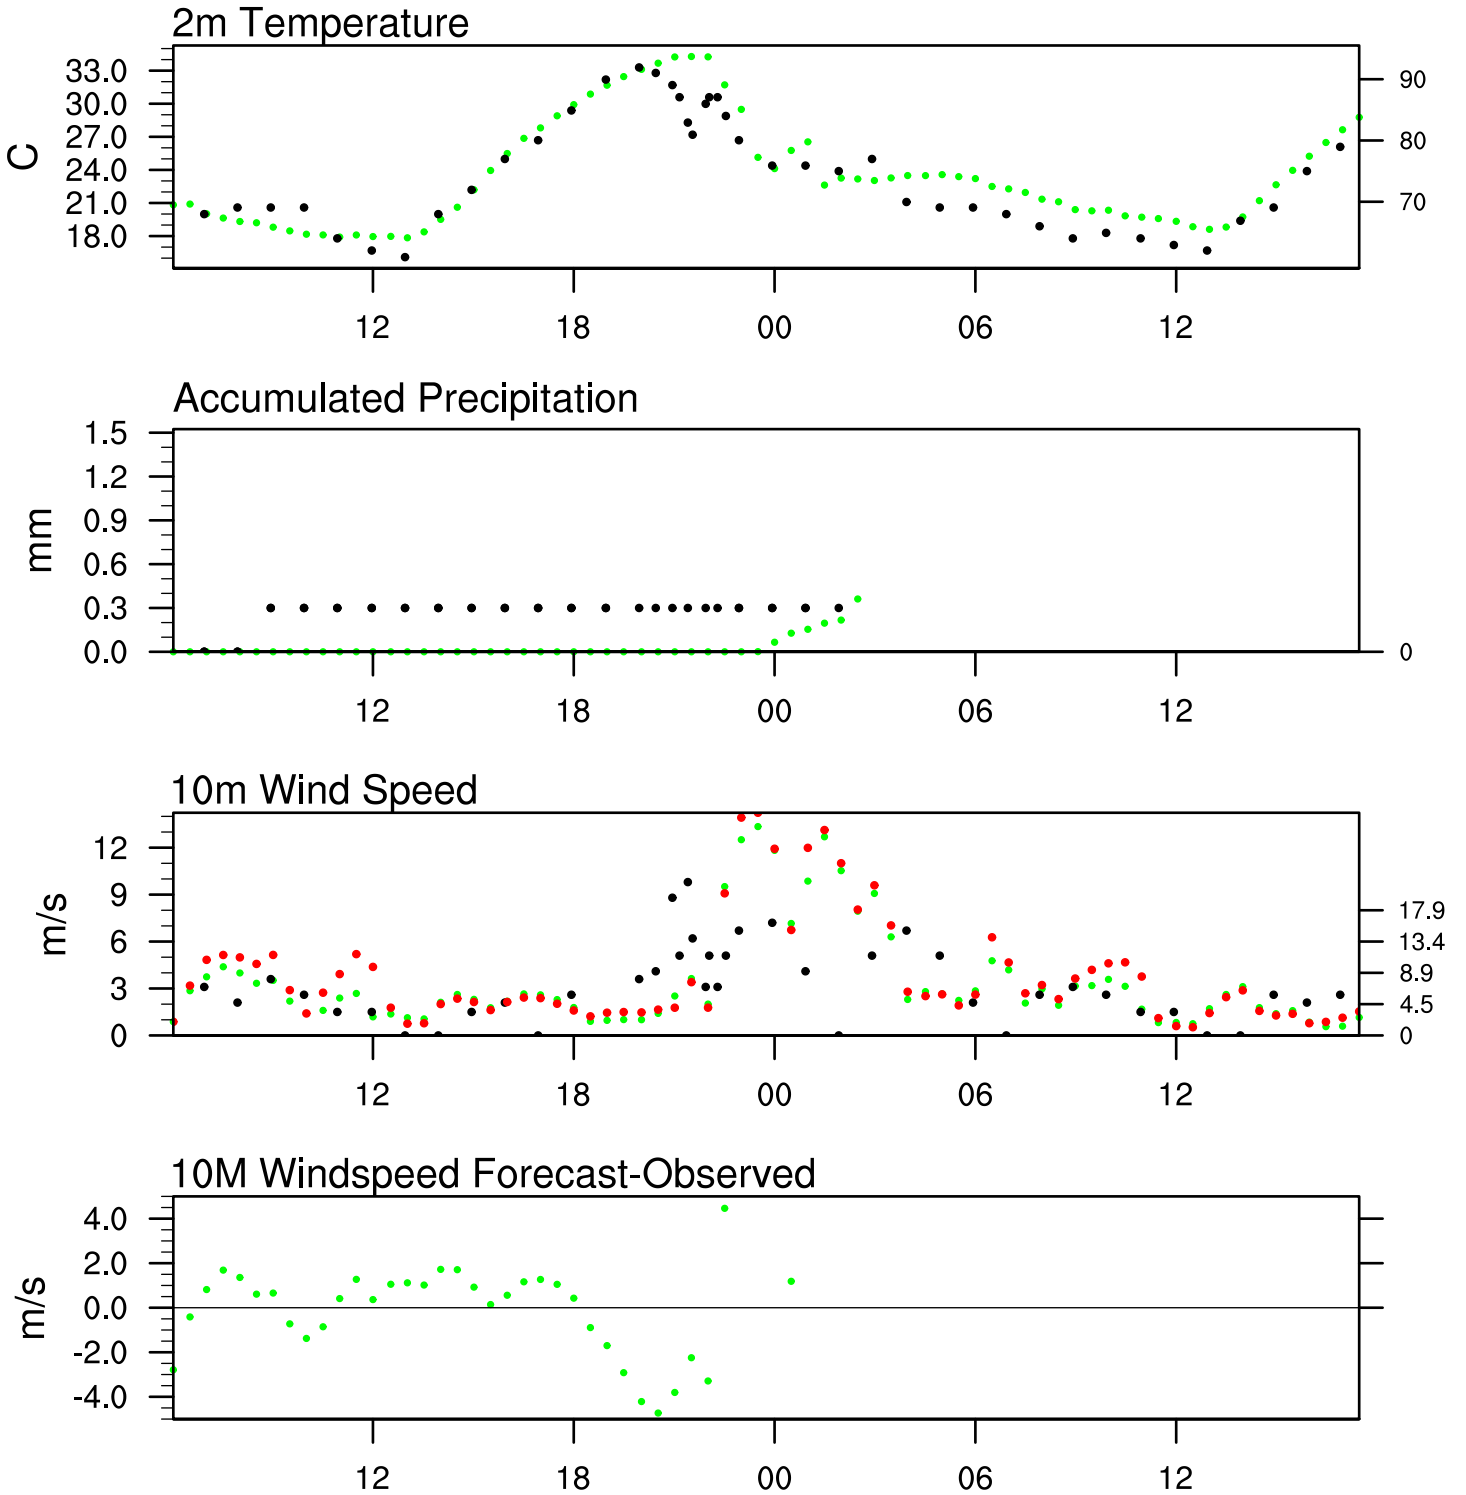 2m Temperature
33.0
30.0
27.0
24.0
21.0
18.0
C
90
80
70
12 18 00 06 12
Accumulated Precipitation
1.5
1.2
0.9
0.6
0.3
0.0
mm
0
12 18 00 06 12
10m Wind Speed
12
9
6
3
0
m/s
17.9
13.4
8.9
4.5
0
12 18 00 06 12
10M Windspeed Forecast-Observed
4.0
2.0
0.0
-2.0
-4.0
m/s
12 18 00 06 12